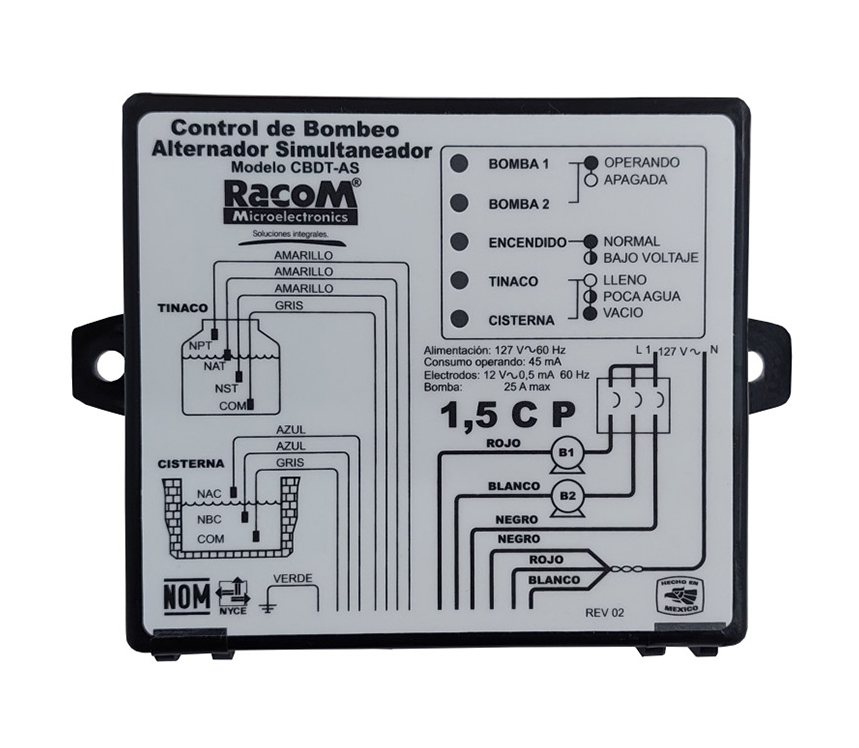 Control de Bombeo
Alternador Simultaneador
Modelo CBDT-AS
RacoM®
Microelectronics
Soluciones integrales.
BOMBA 1
OPERANDO
APAGADA
BOMBA 2
ENCENDIDO
NORMAL
BAJO VOLTAJE
TINACO
LLENO
POCA AGUA
VACIO
CISTERNA
AMARILLO
AMARILLO
AMARILLO
GRIS
TINACO
NPT
NAT
NST
COM
Alimentación: 127 V～60 Hz
Consumo operando: 45 mA
Electrodos: 12 V～0,5 mA 60 Hz
Bomba: 25 A max
1,5 C P
L 1 127 V ～ N
ROJO
B1
BLANCO
B2
NEGRO
NEGRO
ROJO
BLANCO
AZUL
AZUL
GRIS
CISTERNA
NAC
NBC
COM
VERDE
NOM
NYCE
HECHO EN
MEXICO
REV 02